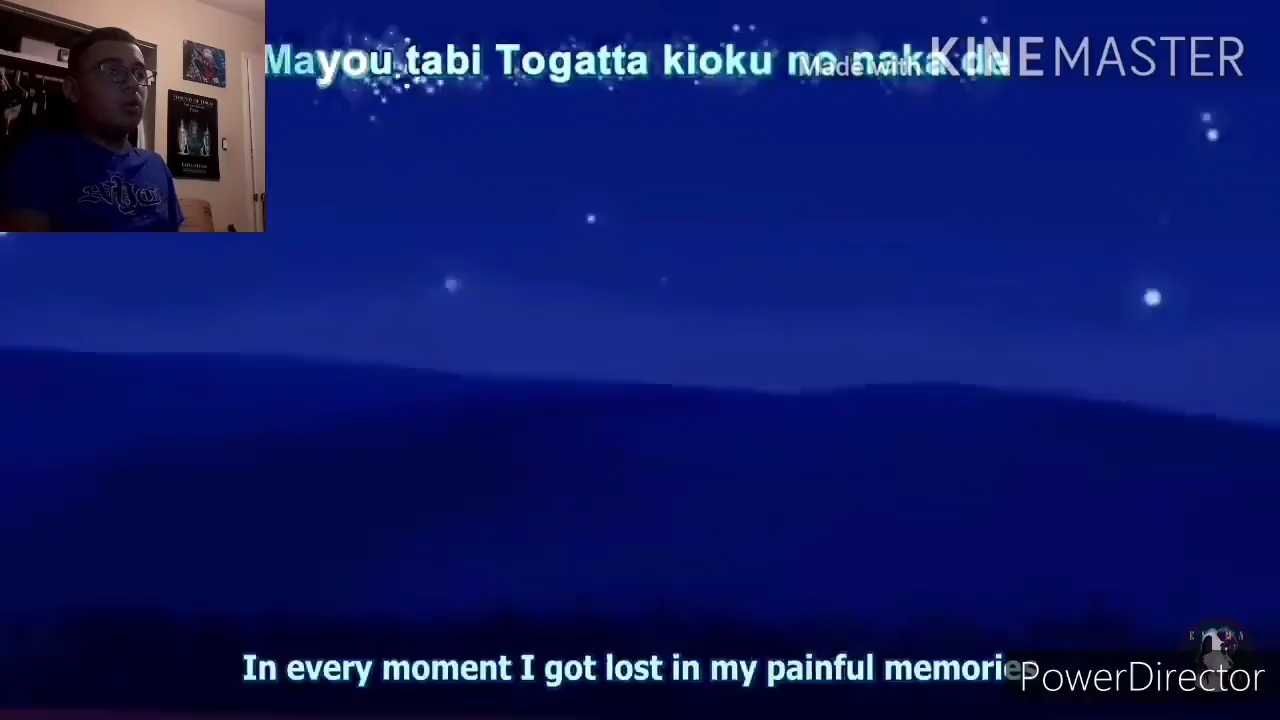 Mayou tabi Togatta kioku no naka de
Made with KINEMASTER
In every moment I got lost in my painful memories
PowerDirector